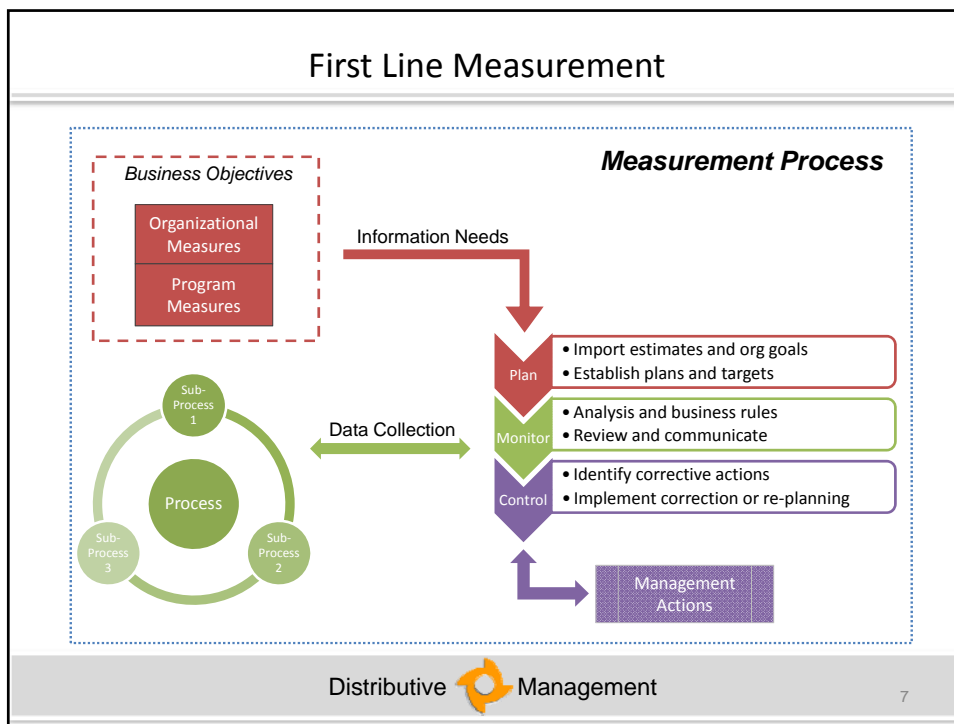 First Line Measurement
Measurement Process
Business Objectives
Organizational
Measures
Program
Measures
Information Needs
Plan
• Import estimates and org goals
• Establish plans and targets
Monitor
• Analysis and business rules
• Review and communicate
Control
• Identify corrective actions
• Implement correction or re-planning
Data Collection
Sub-
Process
1
Process
Sub-
Process
3
Sub-
Process
2
Management
Actions
Distributive Management
7